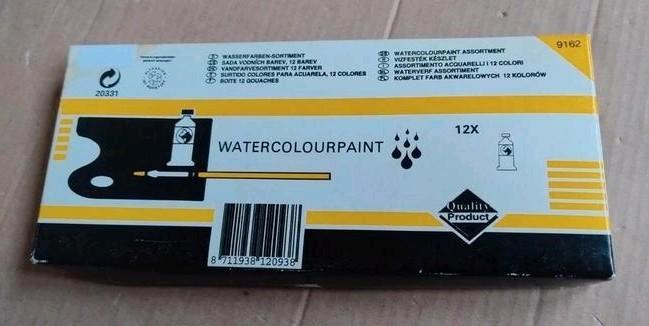 9162
WASSERFARBEN-SORTIMENT
SADA VODNÍCH BAREV, 12 BAREV
VANDFARVESORTIMENT 12 FARVER
SURTIDO COLORES PARA ACUARELA, 12 COLORES
BOITE 12 GOUACHES
WATERCOLOURPAINT ASSORTMENT
VIZFESTÉK KÉSZLET
ASSORTIMENTO ACQUARELLI 12 COLORI
WATERVERF ASSORTIMENT
KOMPLET FARB AKWARELOWYCH 12 KOLORÓW
20331
WATERCOLOURPAINT
12X
Quality
Product
8 711938 120938